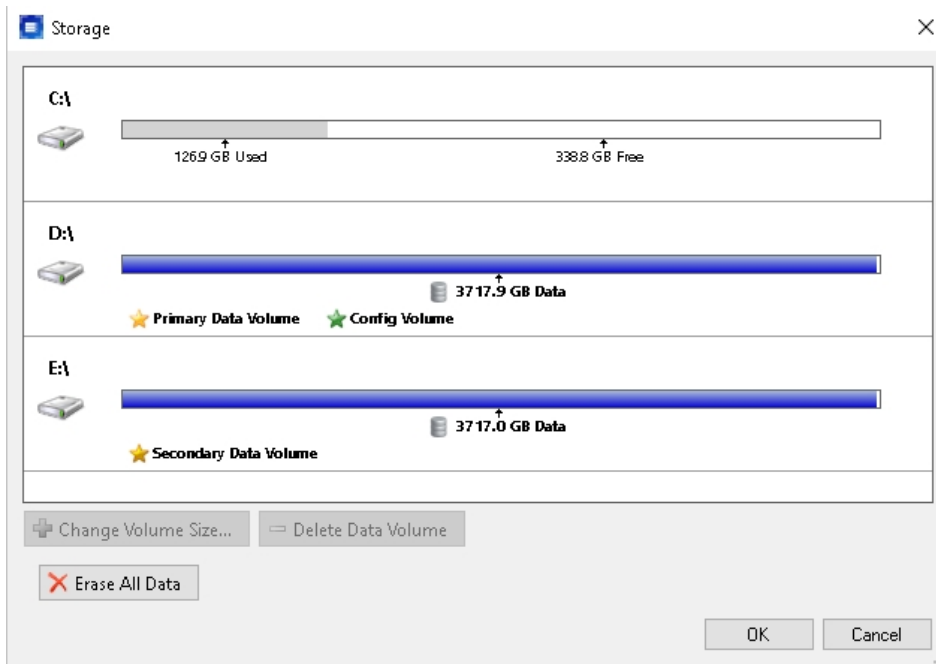 Storage
C:\
126.9 GB Used 338.8 GB Free
D:\
3717.9 GB Data
Primary Data Volume Config Volume
E:\
3717.0 GB Data
Secondary Data Volume
Change Volume Size... Delete Data Volume
Erase All Data
OK Cancel